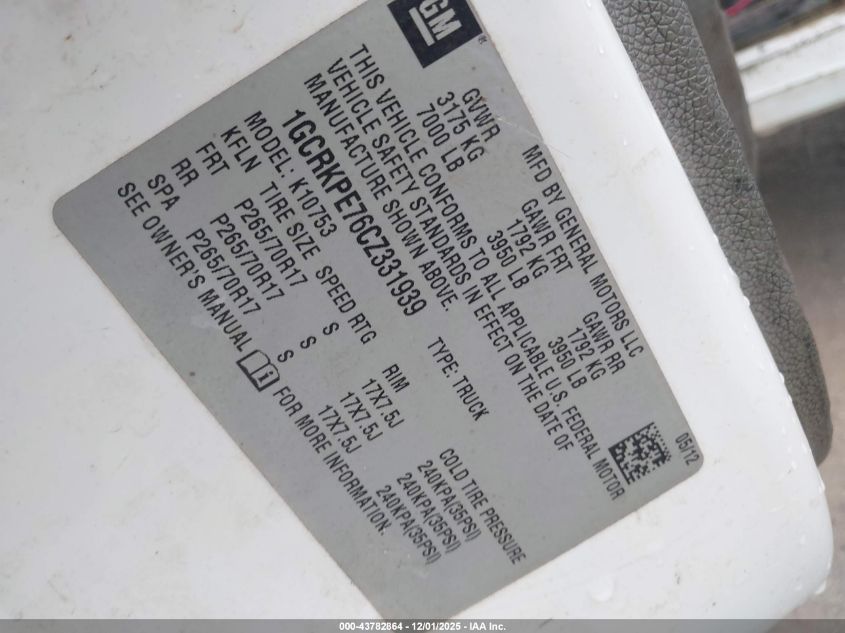 GM
MFD BY GENERAL MOTORS LLC 05/12
GVWR GAWR FRT GAWR RR
3175 KG 1792 KG 1792 KG
7000 LB 3950 LB 3950 LB
THIS VEHICLE CONFORMS TO ALL APPLICABLE U.S. FEDERAL MOTOR
VEHICLE SAFETY STANDARDS IN EFFECT ON THE DATE OF
MANUFACTURE SHOWN ABOVE.
1GCRKPE76CZ331939 TYPE: TRUCK
MODEL: K10753
KFLN TIRE SIZE SPEED RTG RIM COLD TIRE PRESSURE
FRT P265/70R17 S 17X7.5J 240KPA(35PSI)
RR P265/70R17 S 17X7.5J 240KPA(35PSI)
SPA P265/70R17 S 17X7.5J 240KPA(35PSI)
SEE OWNER'S MANUAL i FOR MORE INFORMATION.
000-43782864 - 12/01/2025 - IAA Inc.